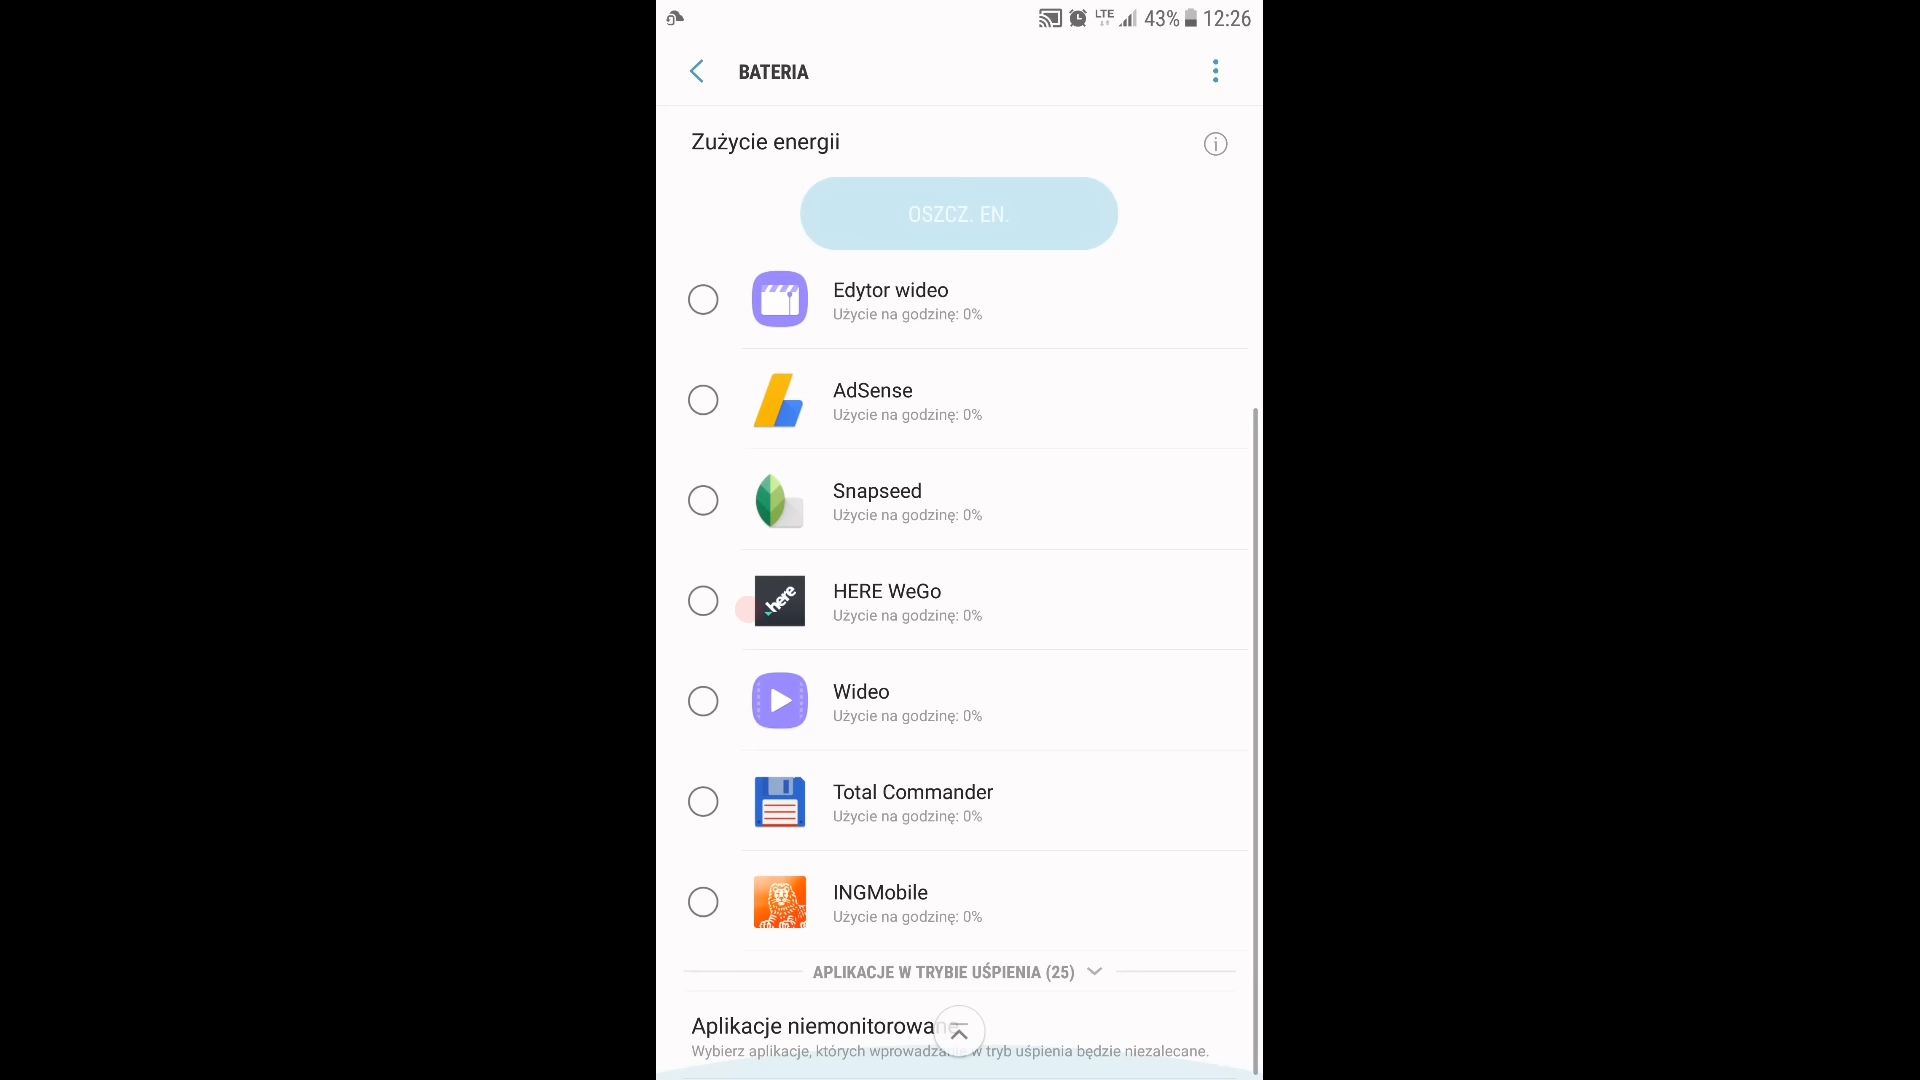 LTE 43% 12:26
BATERIA
Zużycie energii
OSZCZ. EN.
Edytor wideo
Użycie na godzinę: 0%
AdSense
Użycie na godzinę: 0%
Snapseed
Użycie na godzinę: 0%
here
HERE WeGo
Użycie na godzinę: 0%
Wideo
Użycie na godzinę: 0%
Total Commander
Użycie na godzinę: 0%
INGMobile
Użycie na godzinę: 0%
APLIKACJE W TRYBIE UŚPIENIA (25)
Aplikacje niemonitorowane
Wybierz aplikacje, których wprowadzanie w tryb uśpienia będzie niezalecane.